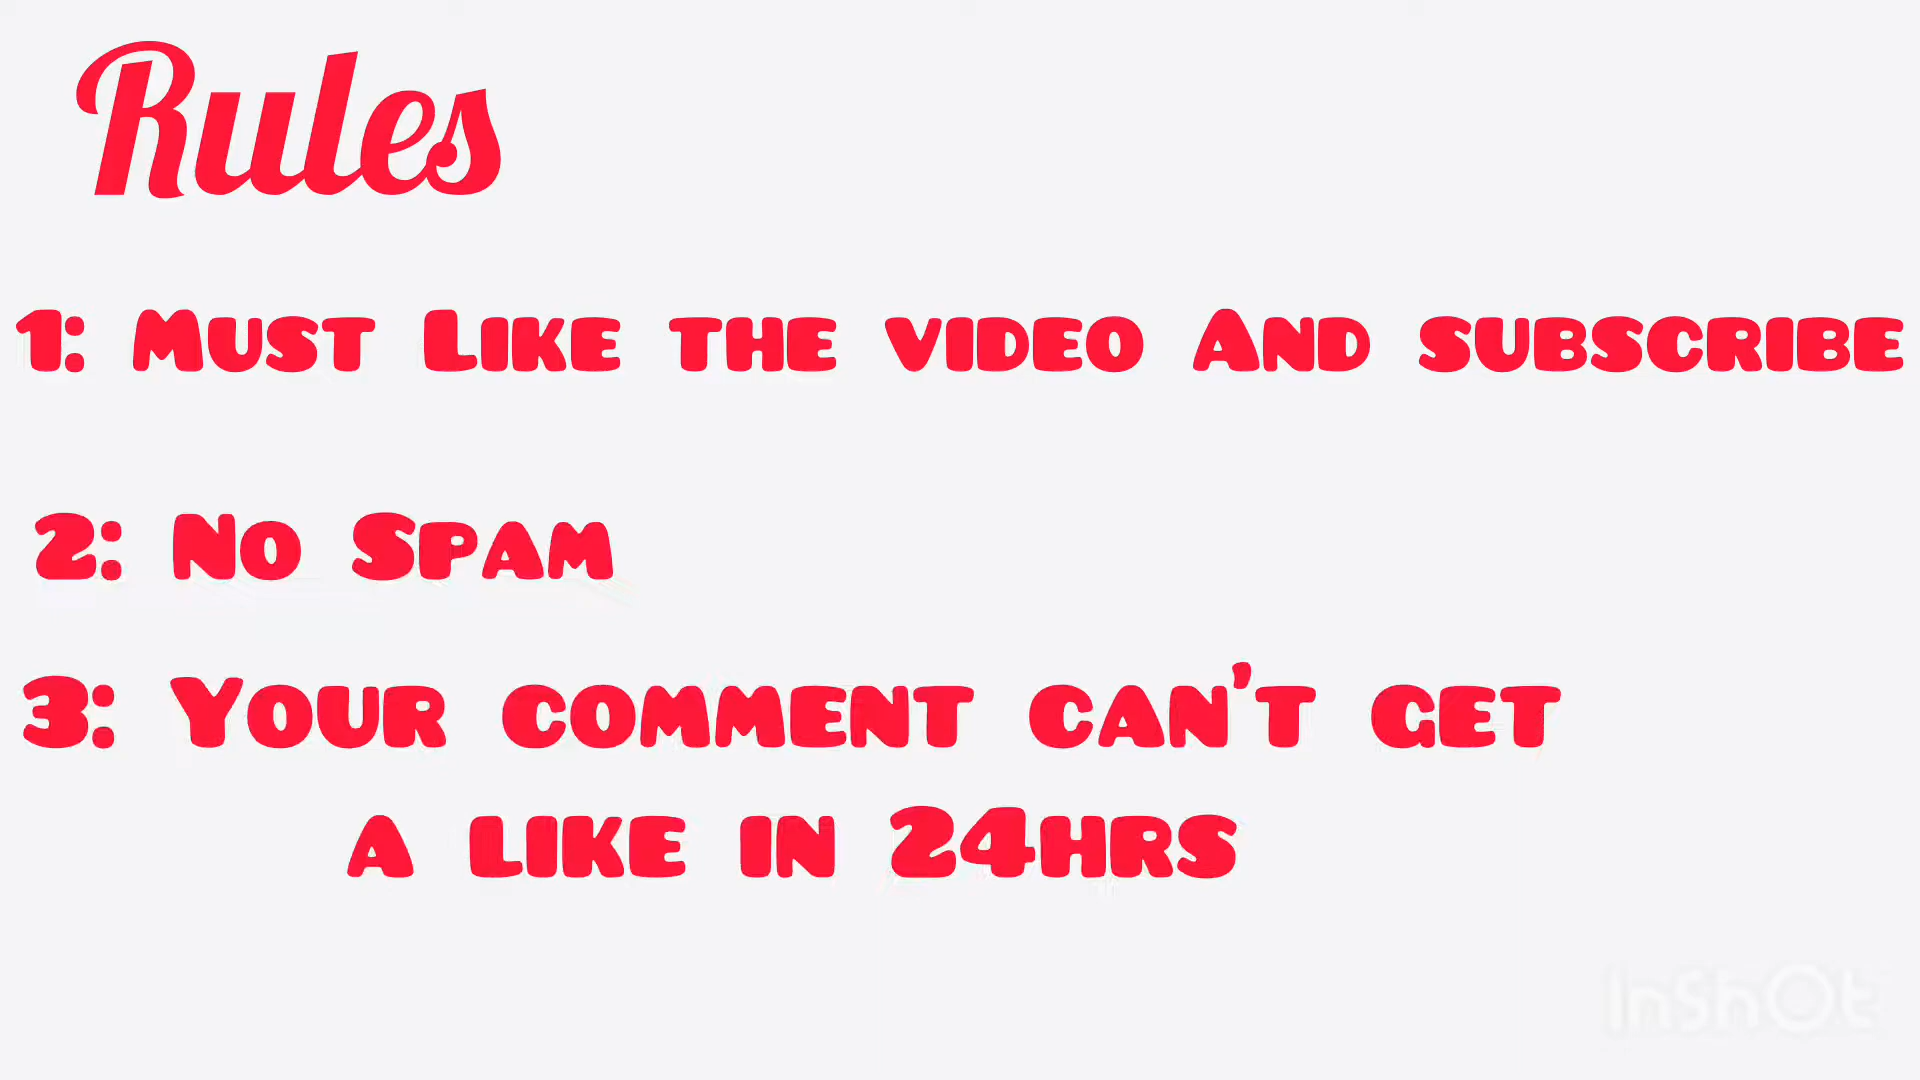 Rules
1: Must Like the video And subscribe
2: No Spam
3: Your comment can't get
a like in 24hrs
InShOt